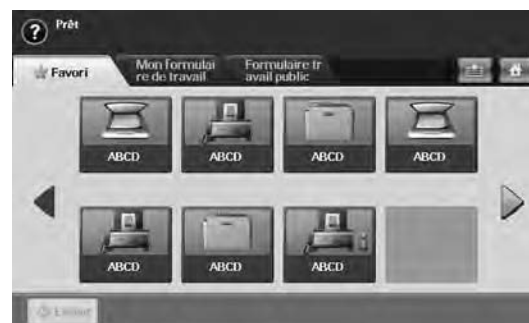 ?
Prêt
Favori
Mon formulai
re de travail
Formulaire tr
avail public
ABCD
ABCD
ABCD
ABCD
ABCD
ABCD
ABCD